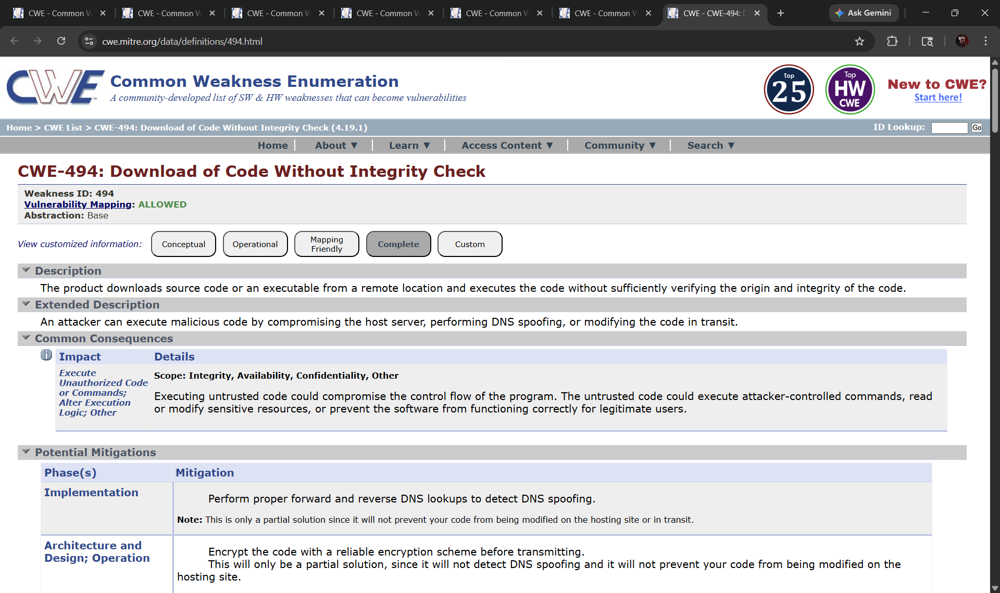 CWE - Common W
CWE - Common W
CWE - Common W
CWE - Common W
CWE - Common W
CWE - Common W
CWE - CWE-494: D
Ask Gemini
cwe.mitre.org/data/definitions/494.html
CWE
Common Weakness Enumeration
A community-developed list of SW & HW weaknesses that can become vulnerabilities
Top
25
Top
HW
CWE
New to CWE?
Start here!
Home > CWE List > CWE-494: Download of Code Without Integrity Check (4.19.1)
ID Lookup:
Go
Home
About ▼
Learn ▼
Access Content ▼
Community ▼
Search ▼
CWE-494: Download of Code Without Integrity Check
Weakness ID: 494
Vulnerability Mapping: ALLOWED
Abstraction: Base
View customized information:
Conceptual
Operational
Mapping
Friendly
Complete
Custom
Description
The product downloads source code or an executable from a remote location and executes the code without sufficiently verifying the origin and integrity of the code.
Extended Description
An attacker can execute malicious code by compromising the host server, performing DNS spoofing, or modifying the code in transit.
Common Consequences
Impact
Details
Execute
Unauthorized Code
or Commands;
Alter Execution
Logic; Other
Scope: Integrity, Availability, Confidentiality, Other
Executing untrusted code could compromise the control flow of the program. The untrusted code could execute attacker-controlled commands, read
or modify sensitive resources, or prevent the software from functioning correctly for legitimate users.
Potential Mitigations
Phase(s)
Mitigation
Implementation
Perform proper forward and reverse DNS lookups to detect DNS spoofing.
Note: This is only a partial solution since it will not prevent your code from being modified on the hosting site or in transit.
Architecture and
Design; Operation
Encrypt the code with a reliable encryption scheme before transmitting.
This will only be a partial solution, since it will not detect DNS spoofing and it will not prevent your code from being modified on the
hosting site.